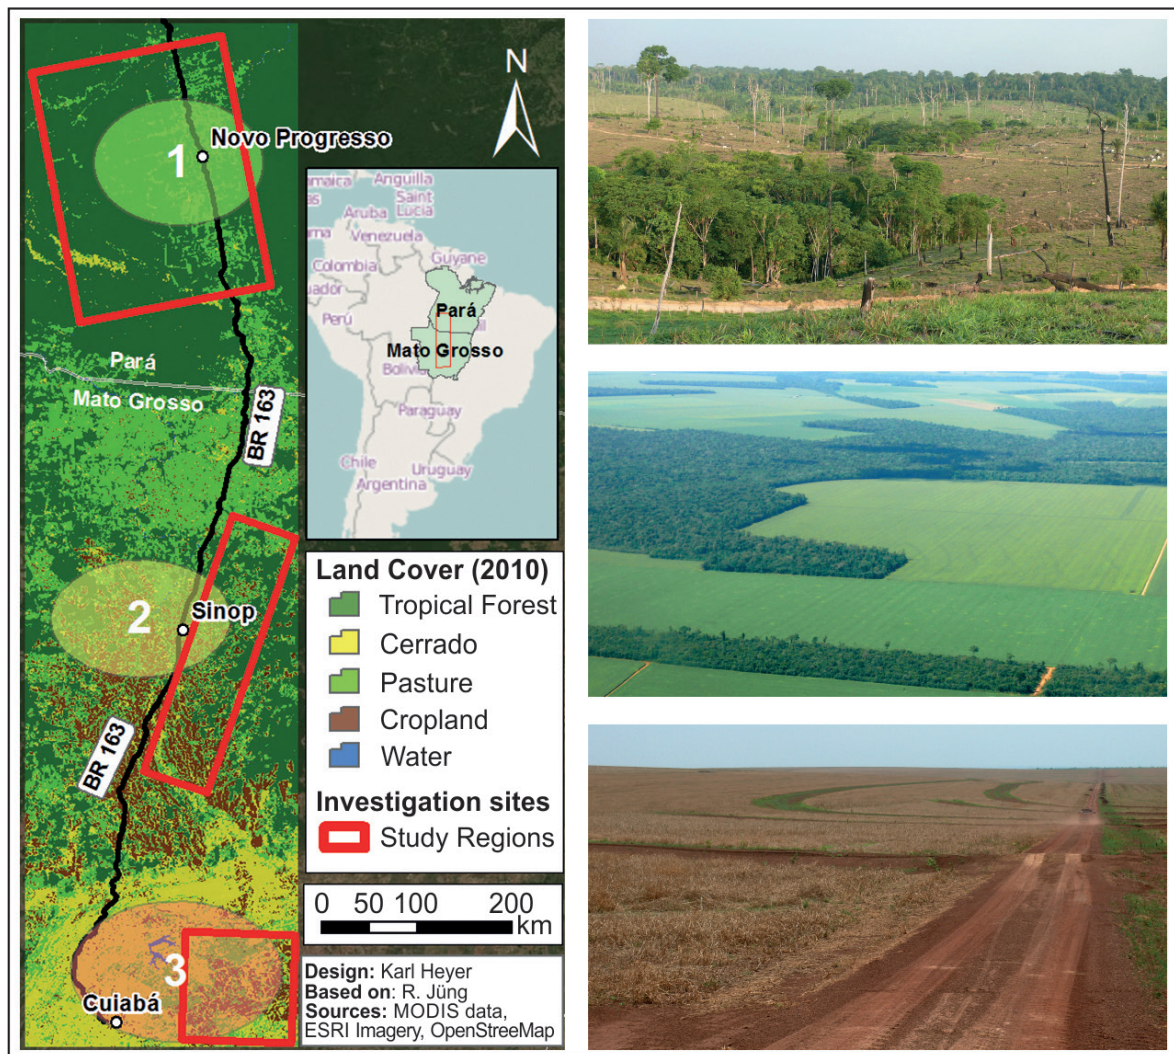 1
Novo Progresso
N
Pará
Mato Grosso
BR 163
2
Sinop
BR 163
3
Cuiabá
Jamaica
Anguilla
Saint
Lucia
Aruba
Venezuela
Guyane
Colombia
Ecuador
Perú
Pará
Mato Grosso
Bolivia
Paraguay
Chile
Uruguay
Argentina
Land Cover (2010)
Tropical Forest
Cerrado
Pasture
Cropland
Water
Investigation sites
Study Regions
0 50 100 200
km
Design: Karl Heyer
Based on: R. Jüng
Sources: MODIS data,
ESRI Imagery, OpenStreeMap